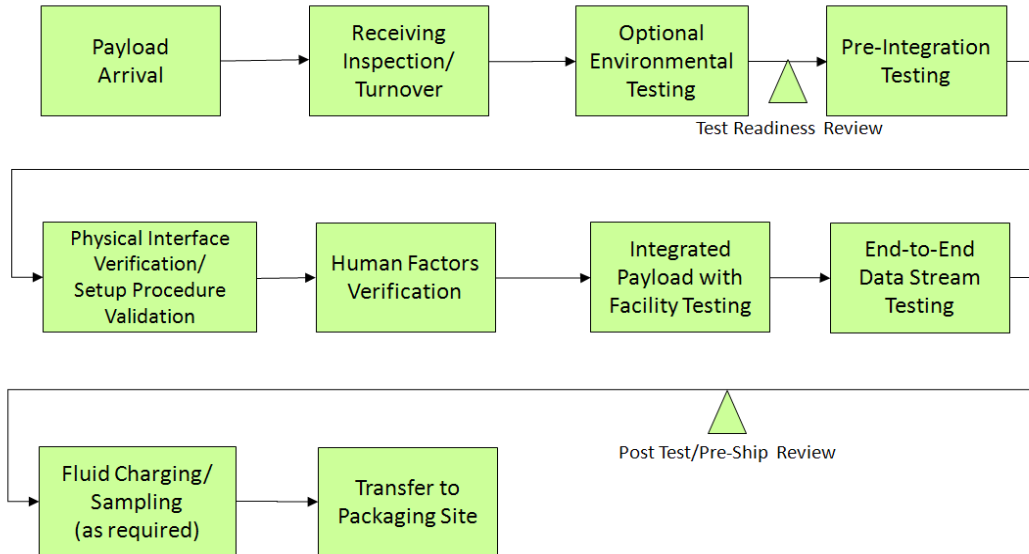 Payload
Arrival
Receiving
Inspection/
Turnover
Optional
Environmental
Testing
Pre-Integration
Testing
Test Readiness Review
Physical Interface
Verification/
Setup Procedure
Validation
Human Factors
Verification
Integrated
Payload with
Facility Testing
End-to-End
Data Stream
Testing
Post Test/Pre-Ship Review
Fluid Charging/
Sampling
(as required)
Transfer to
Packaging Site